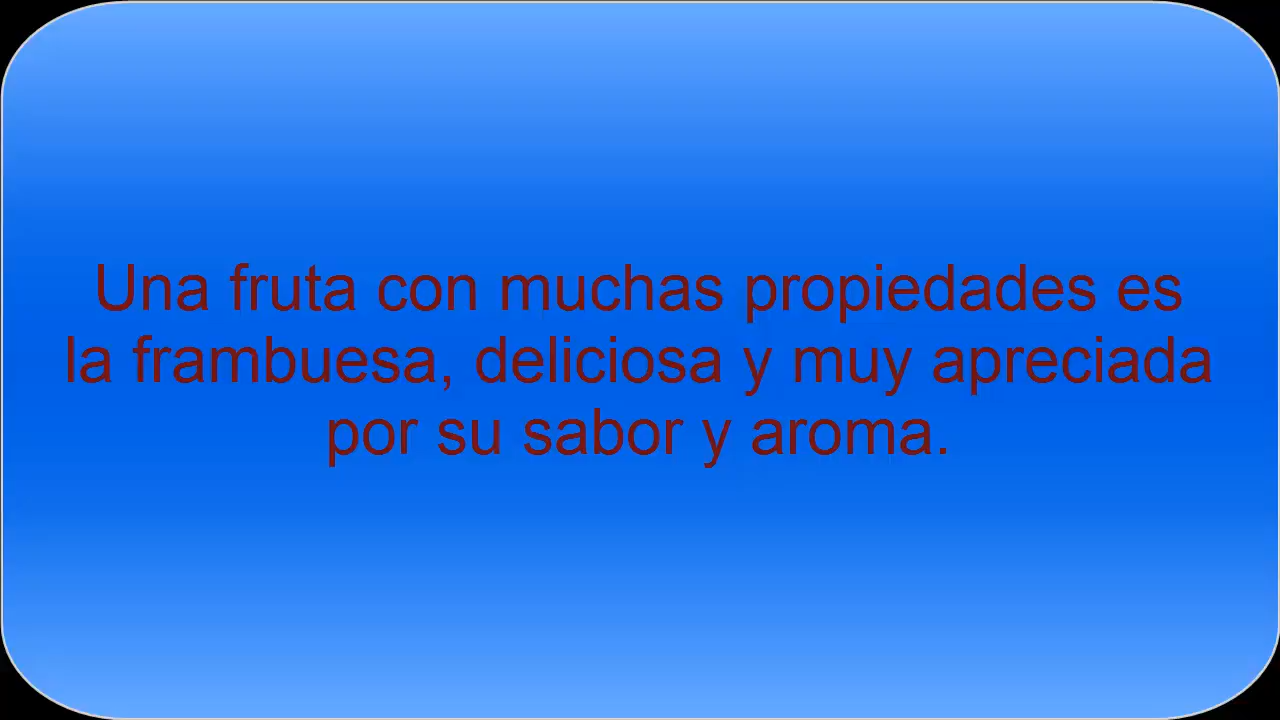 Una fruta con muchas propiedades es
la frambuesa, deliciosa y muy apreciada
por su sabor y aroma.